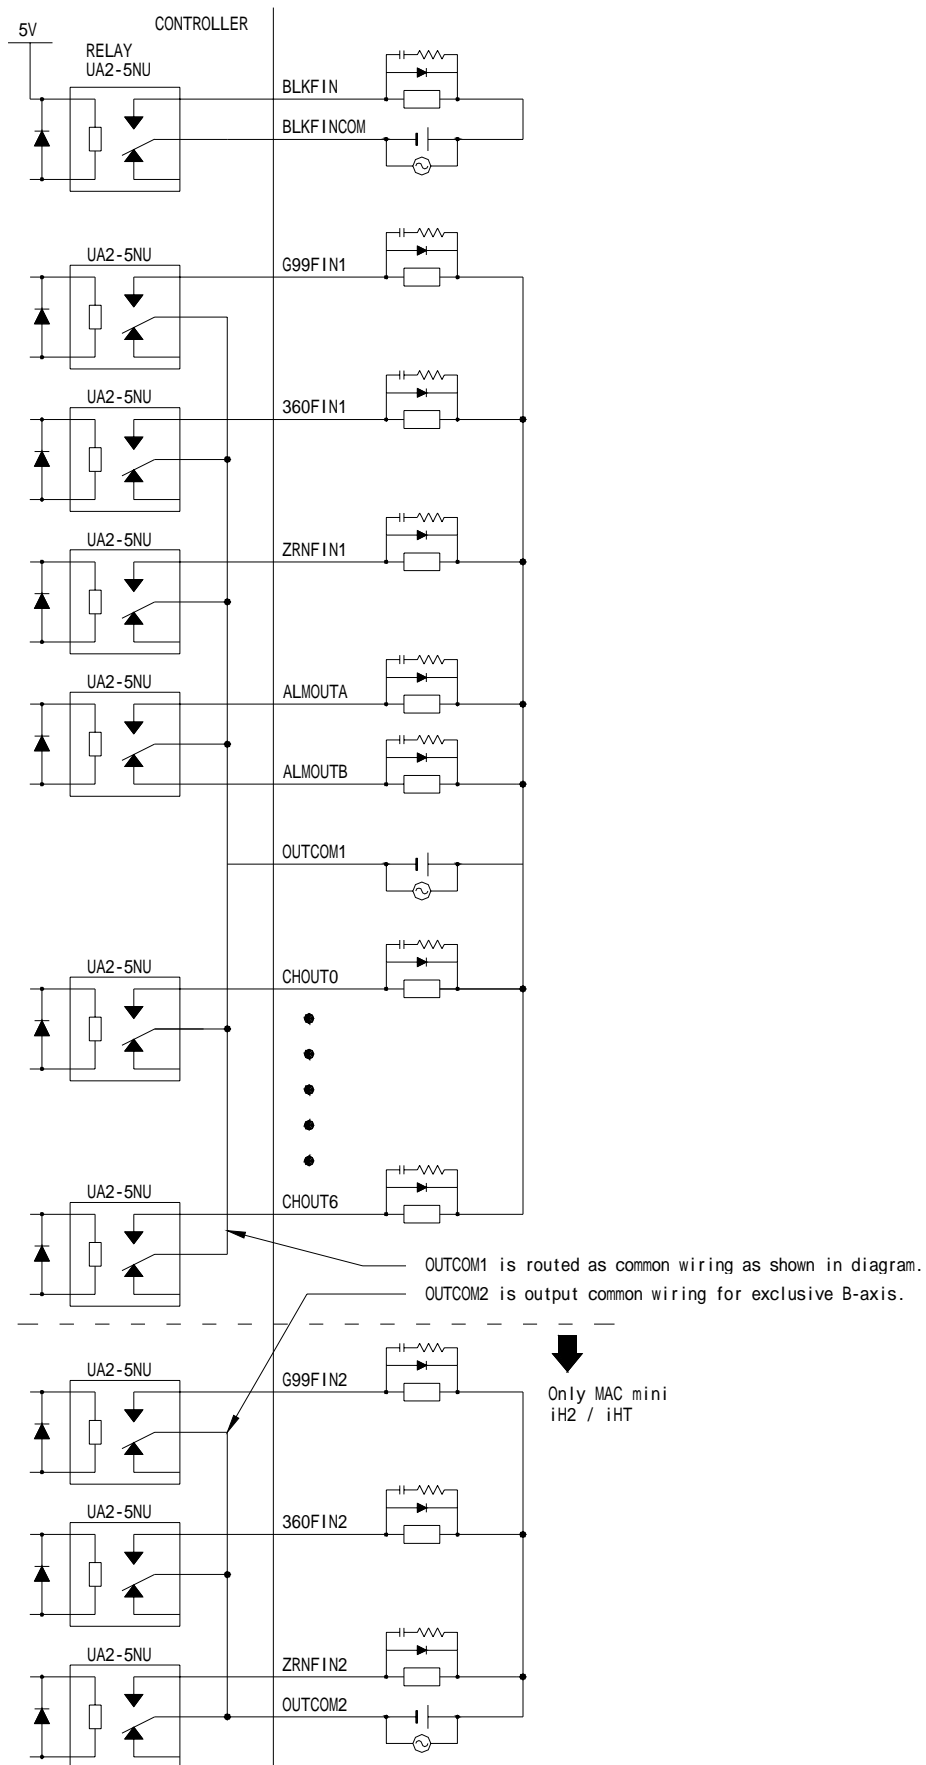 CONTROLLER
5V
RELAY
UA2-5NU
BLKFIN
BLKFINCOM
UA2-5NU
G99FIN1
UA2-5NU
360FIN1
UA2-5NU
ZRNFIN1
UA2-5NU
ALMOUTA
ALMOUTB
OUTCOM1
UA2-5NU
CHOUT0
UA2-5NU
CHOUT6
OUTCOM1 is routed as common wiring as shown in diagram.
OUTCOM2 is output common wiring for exclusive B-axis.
UA2-5NU
G99FIN2
Only MAC mini
iH2 / iHT
UA2-5NU
360FIN2
UA2-5NU
ZRNFIN2
OUTCOM2